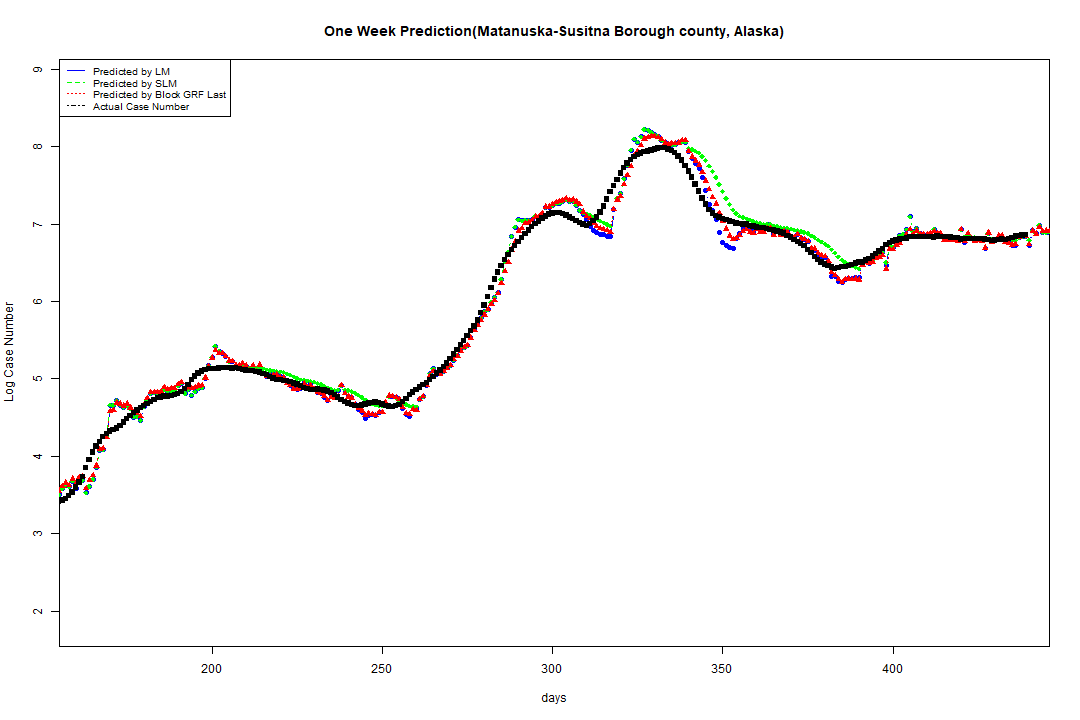 One Week Prediction(Matanuska-Susitna Borough county, Alaska)
Predicted by LM
Predicted by SLM
Predicted by Block GRF Last
Actual Case Number
9
8
7
6
5
4
3
2
Log Case Number
200 250 300 350 400
days